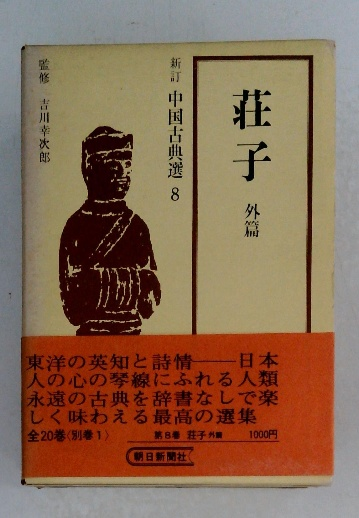 荘子
外篇
新訂 中国古典選 8
監修 吉川幸次郎
東洋の英知と詩情――日本
人の心の琴線にふれる人類
永遠の古典を辞書なしで楽
しく味わえる最高の選集
全20巻〈別巻1〉 第8巻 荘子外篇 1000円
朝日新聞社